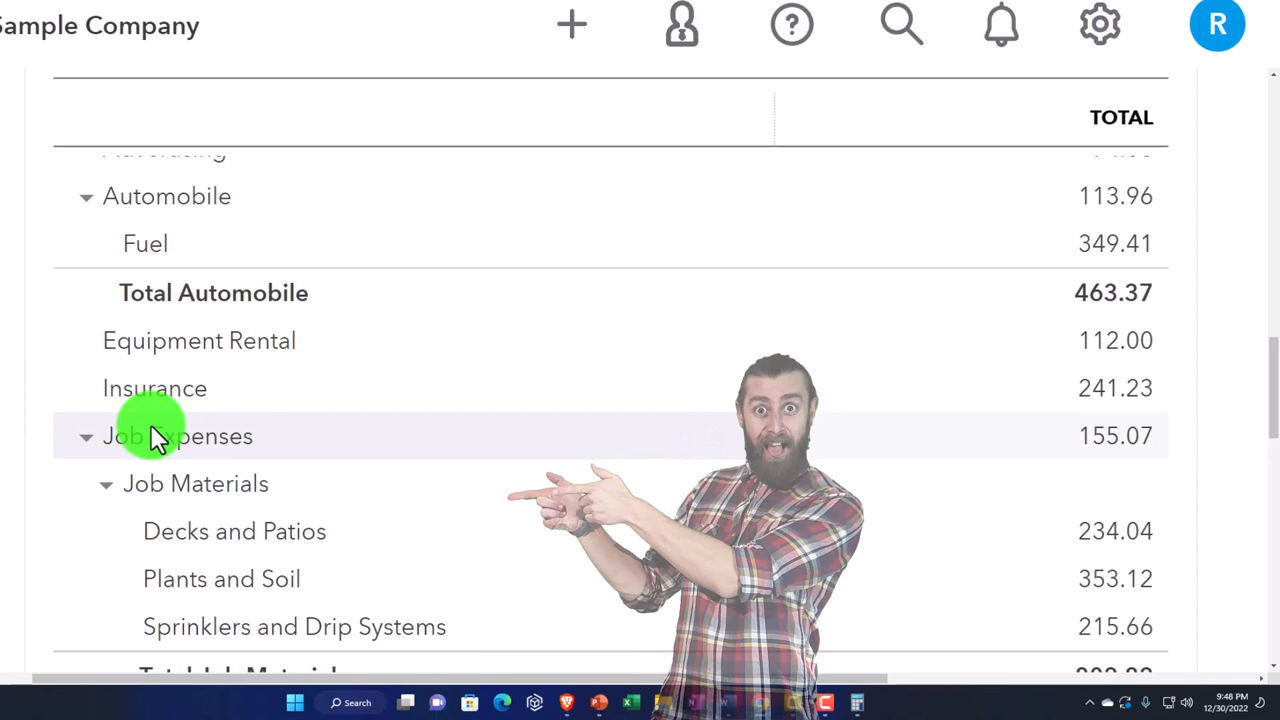 Sample Company
R
TOTAL
Automobile 113.96
Fuel 349.41
Total Automobile 463.37
Equipment Rental 112.00
Insurance 241.23
Job Expenses 155.07
Job Materials
Decks and Patios 234.04
Plants and Soil 353.12
Sprinklers and Drip Systems 215.66
Search
9:48 PM
12/30/2022